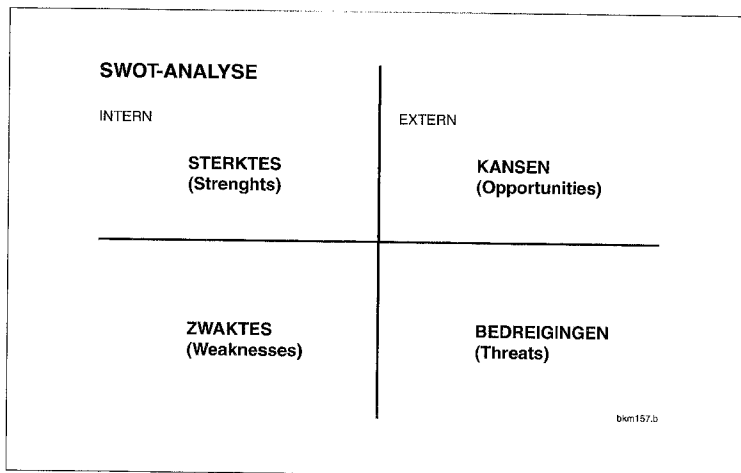 SWOT-ANALYSE
INTERN
EXTERN
STERKTES
(Strenghts)
KANSEN
(Opportunities)
ZWAKTES
(Weaknesses)
BEDREIGINGEN
(Threats)
bkm157.b